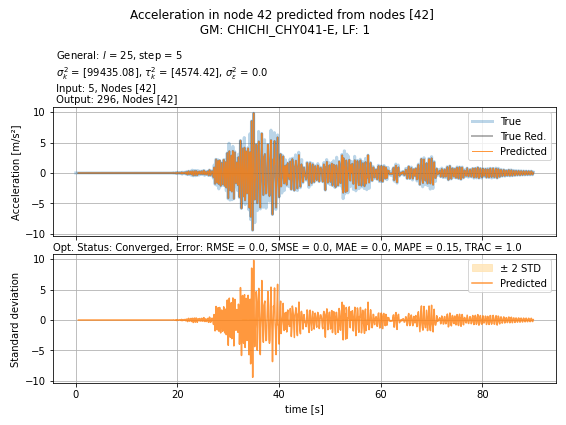 Acceleration in node 42 predicted from nodes [42]
GM: CHICHI_CHY041-E, LF: 1
General: l = 25, step = 5
σ²ₖ = [99435.08], τ²ₖ = [4574.42], σ²ε = 0.0
Input: 5, Nodes [42]
Output: 296, Nodes [42]
10
5
0
−5
−10
Acceleration [m/s²]
True
True Red.
Predicted
Opt. Status: Converged, Error: RMSE = 0.0, SMSE = 0.0, MAE = 0.0, MAPE = 0.15, TRAC = 1.0
10
5
0
−5
−10
Standard deviation
± 2 STD
Predicted
0 20 40 60 80
time [s]